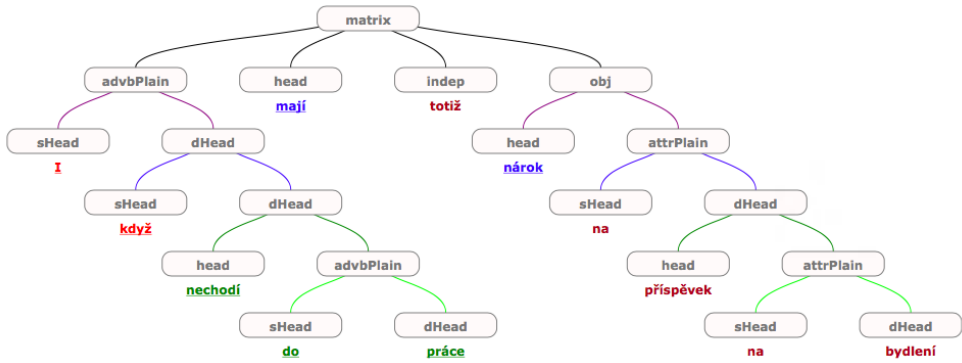 matrix
advbPlain head indep obj
mají totiž
sHead dHead head attrPlain
I nárok
sHead dHead sHead dHead
když na
head advbPlain head attrPlain
nechodí příspěvek
sHead dHead sHead dHead
do práce na bydlení